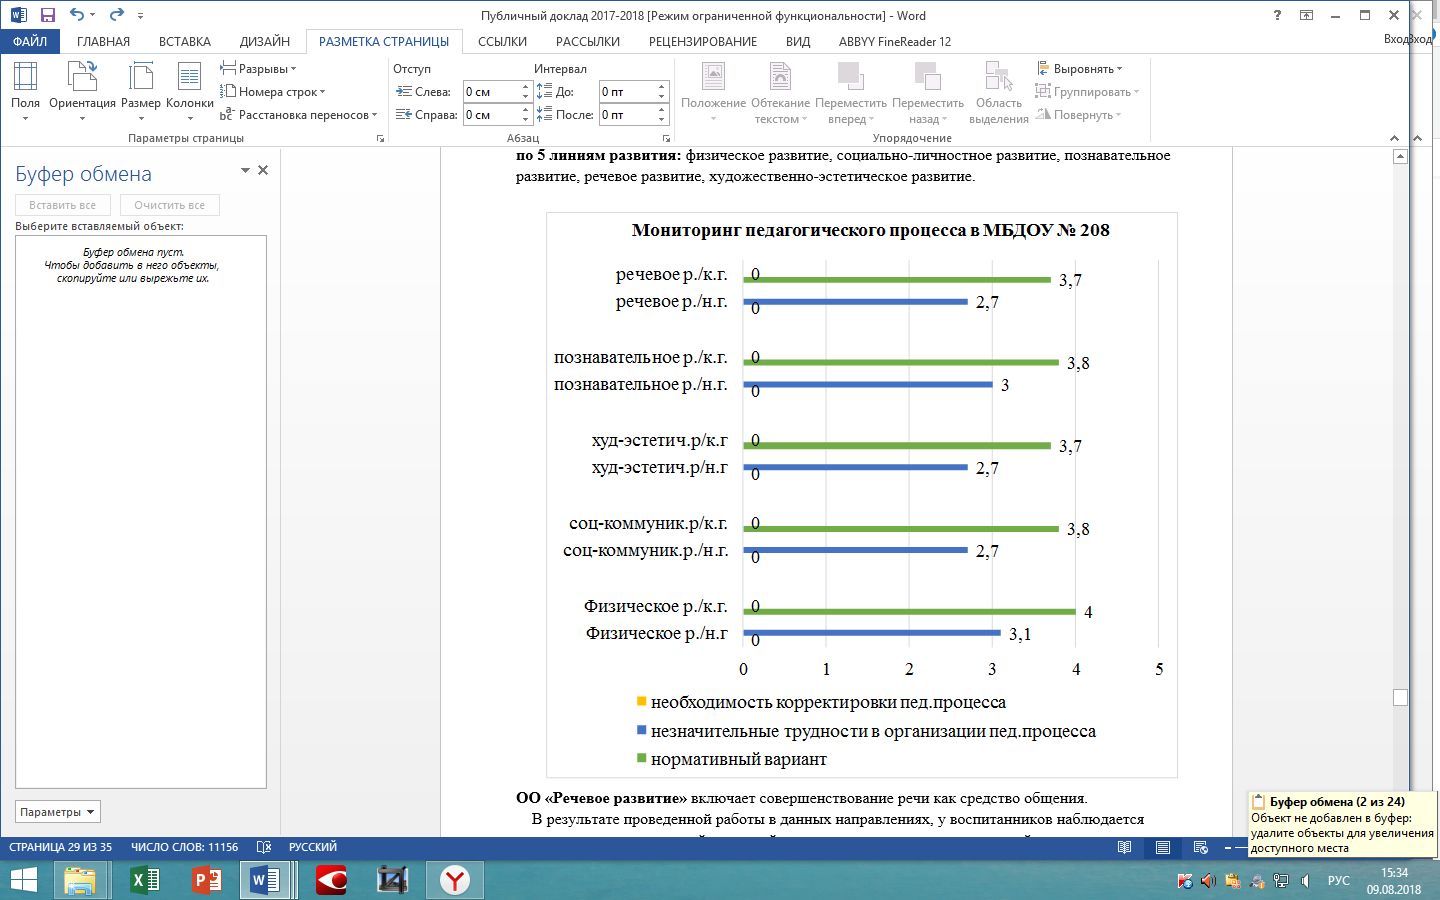 Публичный доклад 2017-2018 [Режим ограниченной функциональности] - Word
ФАЙЛ ГЛАВНАЯ ВСТАВКА ДИЗАЙН РАЗМЕТКА СТРАНИЦЫ ССЫЛКИ РАССЫЛКИ РЕЦЕНЗИРОВАНИЕ ВИД ABBYY FineReader 12 Вход
Поля Ориентация Размер Колонки
Разрывы
Номера строк
Расстановка переносов
Параметры страницы
Отступ Интервал
Слева: 0 см До: 0 пт
Справа: 0 см После: 0 пт
Абзац
Положение Обтекание текстом Переместить вперед Переместить назад Область выделения
Выровнять
Группировать
Повернуть
Упорядочение
Буфер обмена
Вставить все Очистить все
Выберите вставляемый объект:
Буфер обмена пуст.
Чтобы добавить в него объекты,
скопируйте или вырежьте их.
Параметры
по 5 линиям развития: физическое развитие, социально-личностное развитие, познавательное
развитие, речевое развитие, художественно-эстетическое развитие.
Мониторинг педагогического процесса в МБДОУ № 208
речевое р./к.г. 0 3,7
речевое р./н.г. 0 2,7
познавательное р./к.г. 0 3,8
познавательное р./н.г. 0 3
худ-эстетич.р/к.г 0 3,7
худ-эстетич.р/н.г 0 2,7
соц-коммуник.р/к.г. 0 3,8
соц-коммуник.р./н.г. 0 2,7
Физическое р./к.г. 0 4
Физическое р./н.г 0 3,1
0 1 2 3 4 5
необходимость корректировки пед.процесса
незначительные трудности в организации пед.процесса
нормативный вариант
ОО «Речевое развитие» включает совершенствование речи как средство общения.
В результате проведенной работы в данных направлениях, у воспитанников наблюдается
Буфер обмена (2 из 24)
Объект не добавлен в буфер:
удалите объекты для увеличения
доступного места
СТРАНИЦА 29 ИЗ 35 ЧИСЛО СЛОВ: 11156 РУССКИЙ
РУС
15:34
09.08.2018